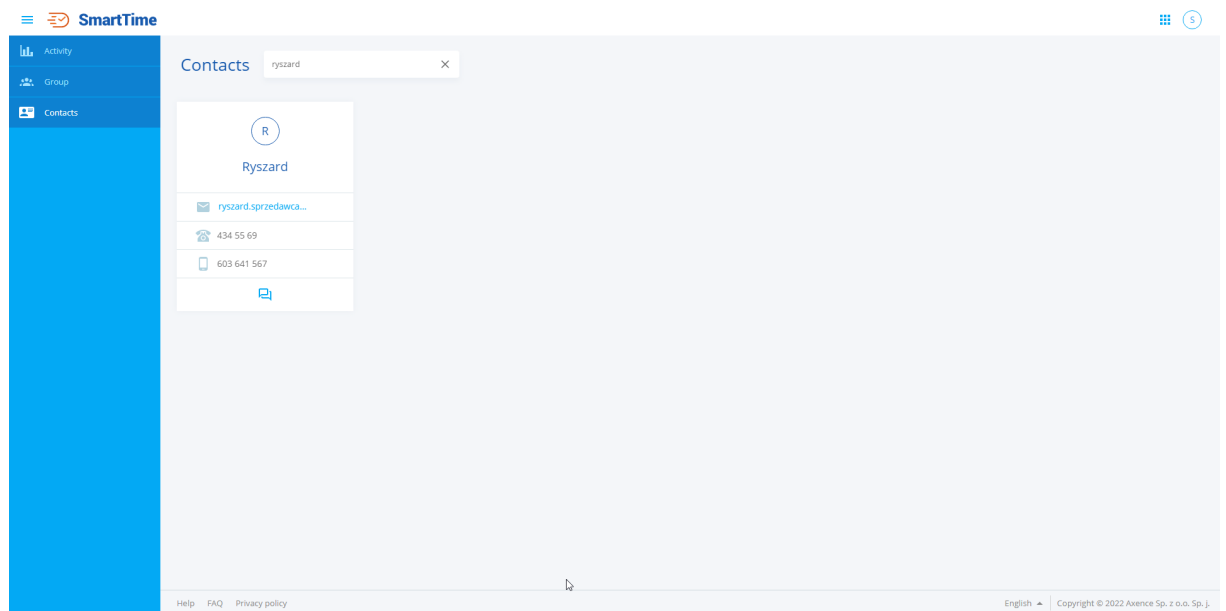 SmartTime
S
Activity
Group
Contacts
Contacts
ryszard
R
Ryszard
ryszard.sprzedawca...
434 55 69
603 641 567
Help FAQ Privacy policy
English
Copyright © 2022 Axence Sp. z o.o. Sp. j.